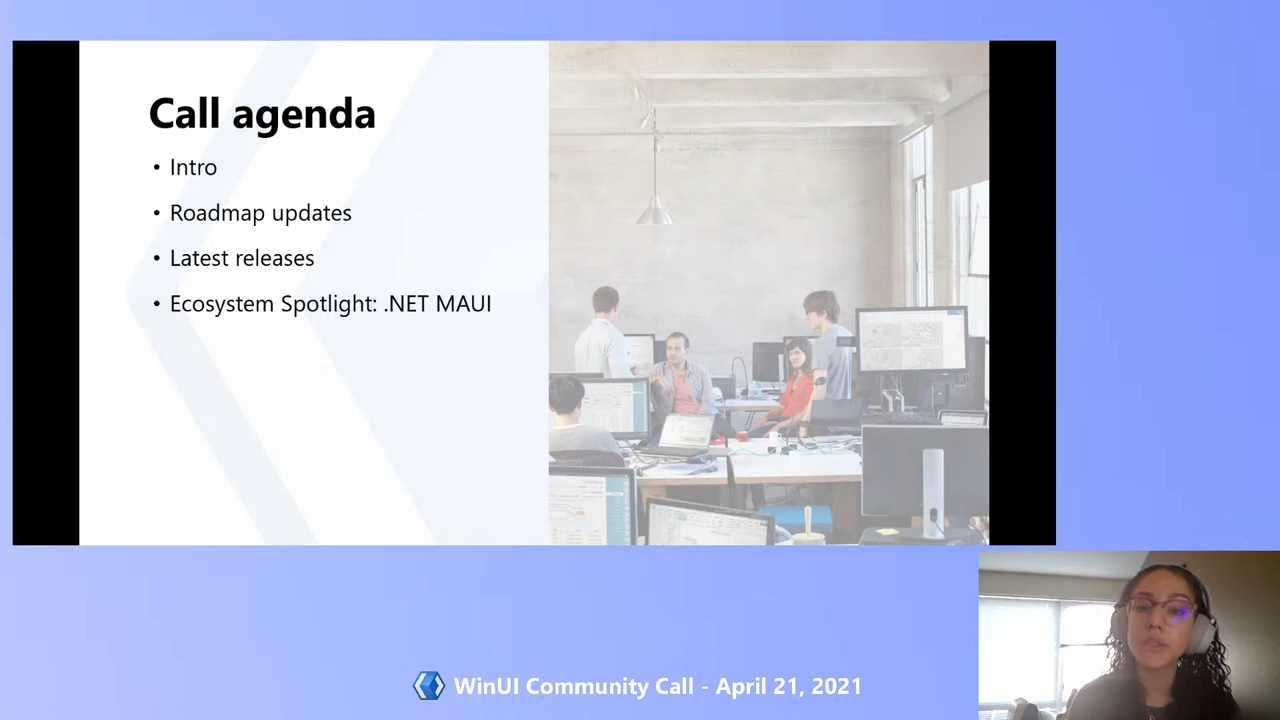 Call agenda
• Intro
• Roadmap updates
• Latest releases
• Ecosystem Spotlight: .NET MAUI
WinUI Community Call - April 21, 2021